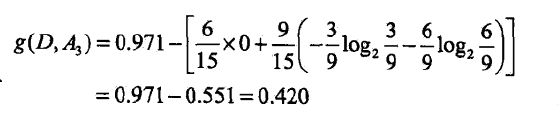 g(D, A₃) = 0.971 − [6/15 × 0 + 9/15 (−3/9 log₂ 3/9 − 6/9 log₂ 6/9)]
= 0.971 − 0.551 = 0.420